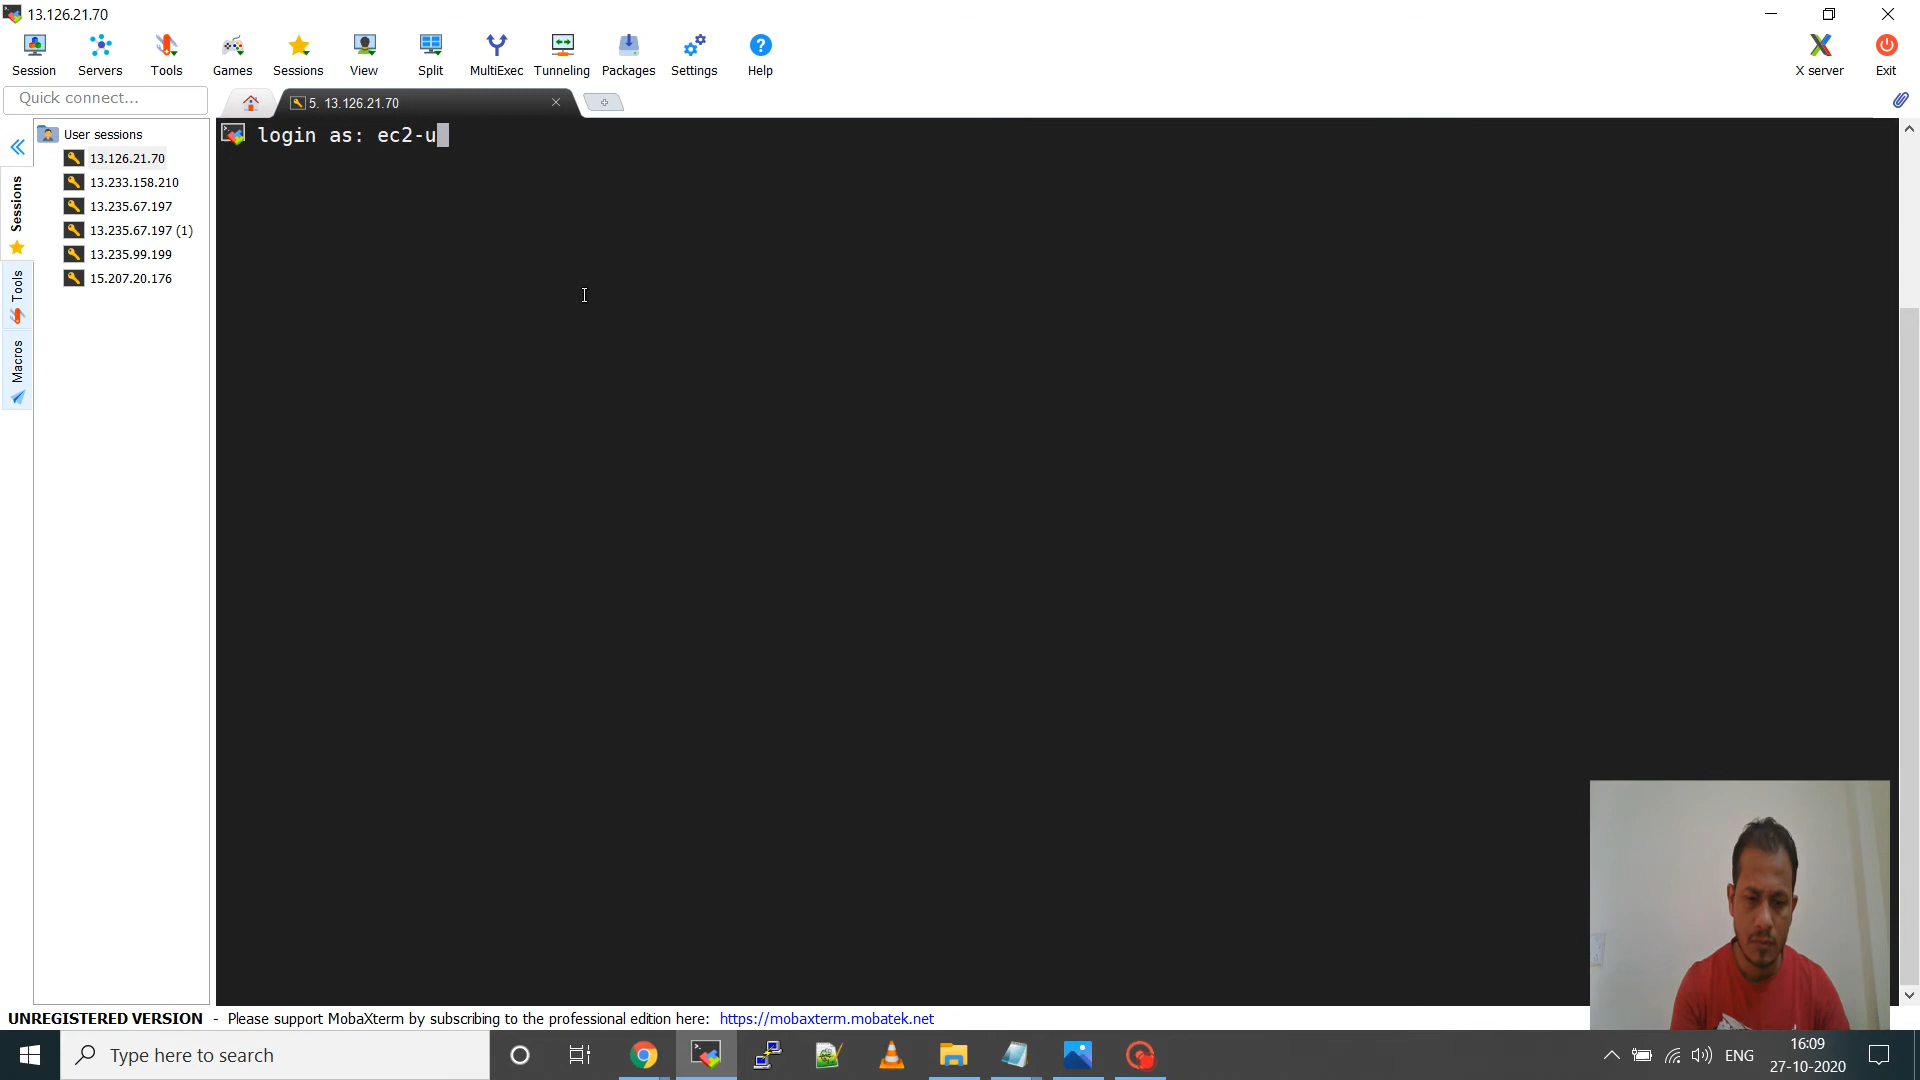 13.126.21.70
Session Servers Tools Games Sessions View Split MultiExec Tunneling Packages Settings Help X server Exit
Quick connect...
5. 13.126.21.70
User sessions
13.126.21.70
13.233.158.210
13.235.67.197
13.235.67.197 (1)
13.235.99.199
15.207.20.176
Sessions
Tools
Macros
login as: ec2-u
UNREGISTERED VERSION - Please support MobaXterm by subscribing to the professional edition here: https://mobaxterm.mobatek.net
Type here to search
ENG
16:09
27-10-2020